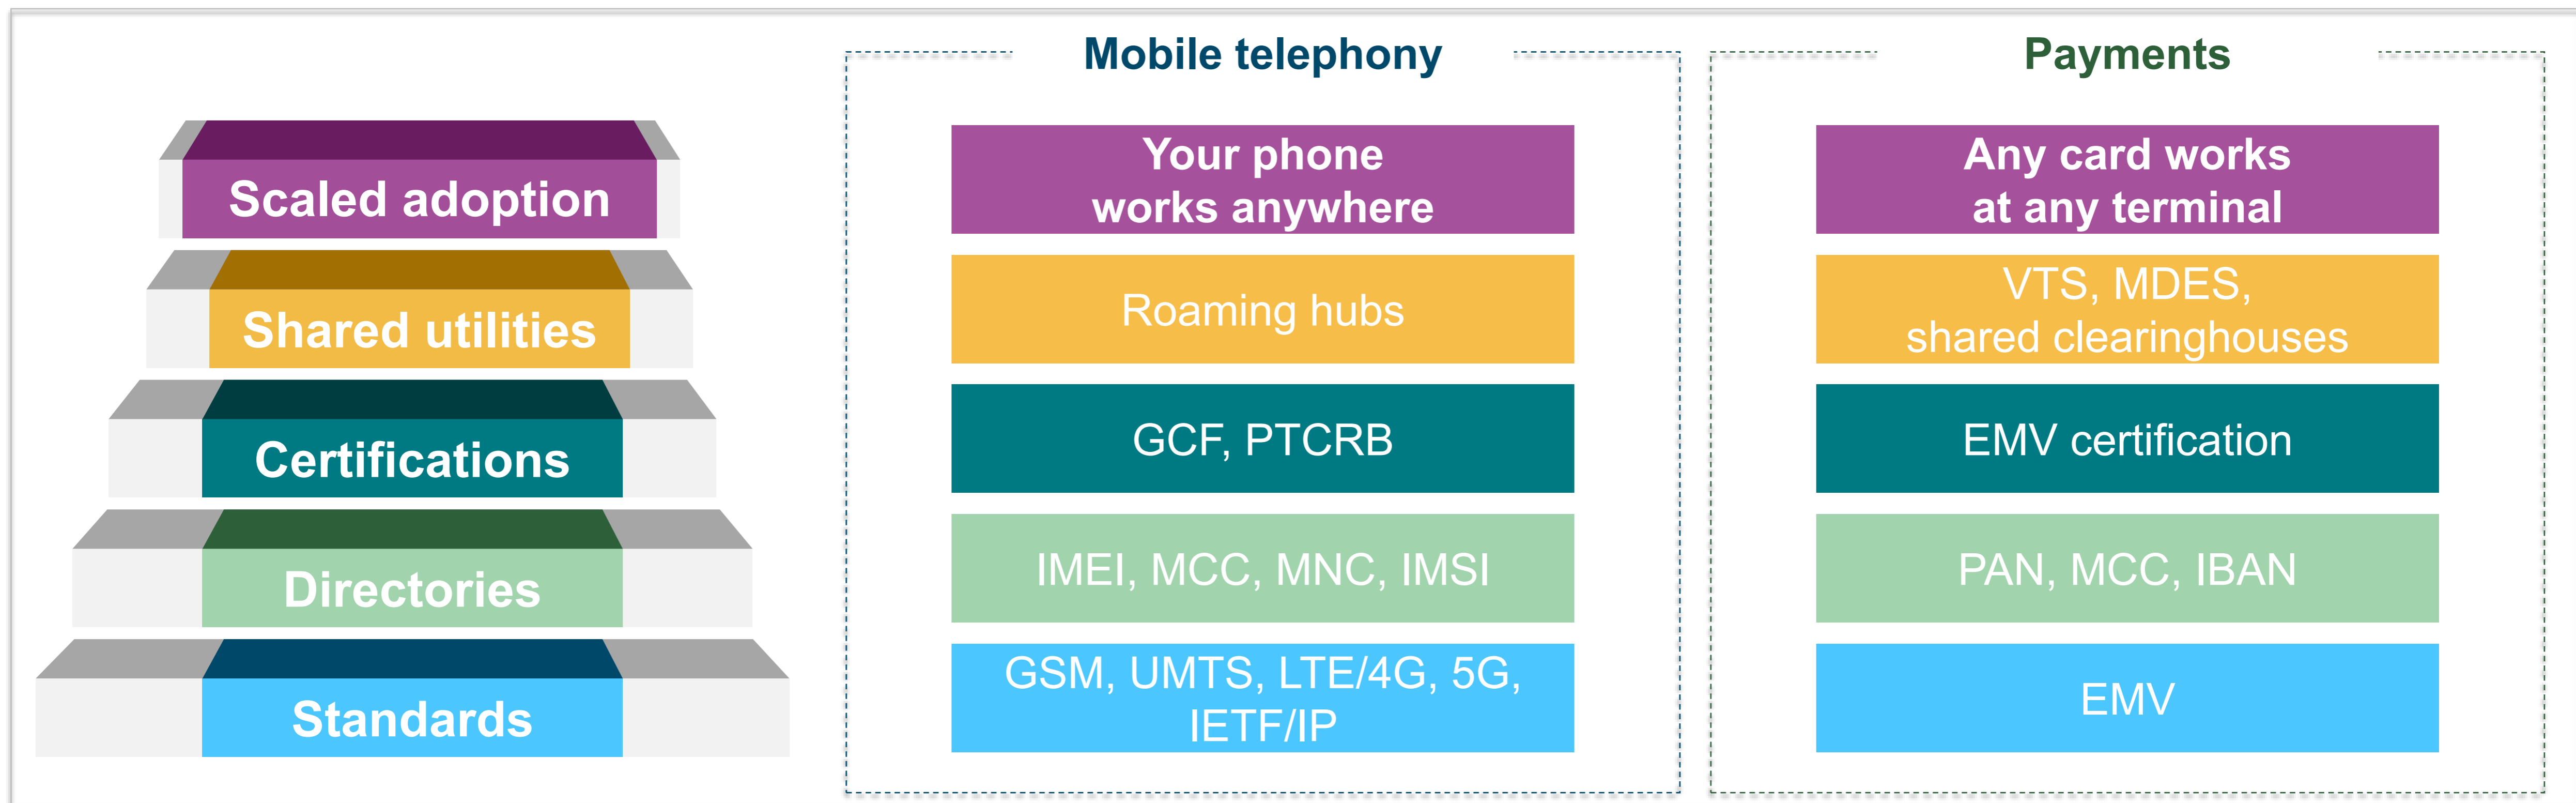 Mobile telephony
Payments
Scaled adoption
Your phone
works anywhere
Any card works
at any terminal
Shared utilities
Roaming hubs
VTS, MDES,
shared clearinghouses
Certifications
GCF, PTCRB
EMV certification
Directories
IMEI, MCC, MNC, IMSI
PAN, MCC, IBAN
Standards
GSM, UMTS, LTE/4G, 5G,
IETF/IP
EMV